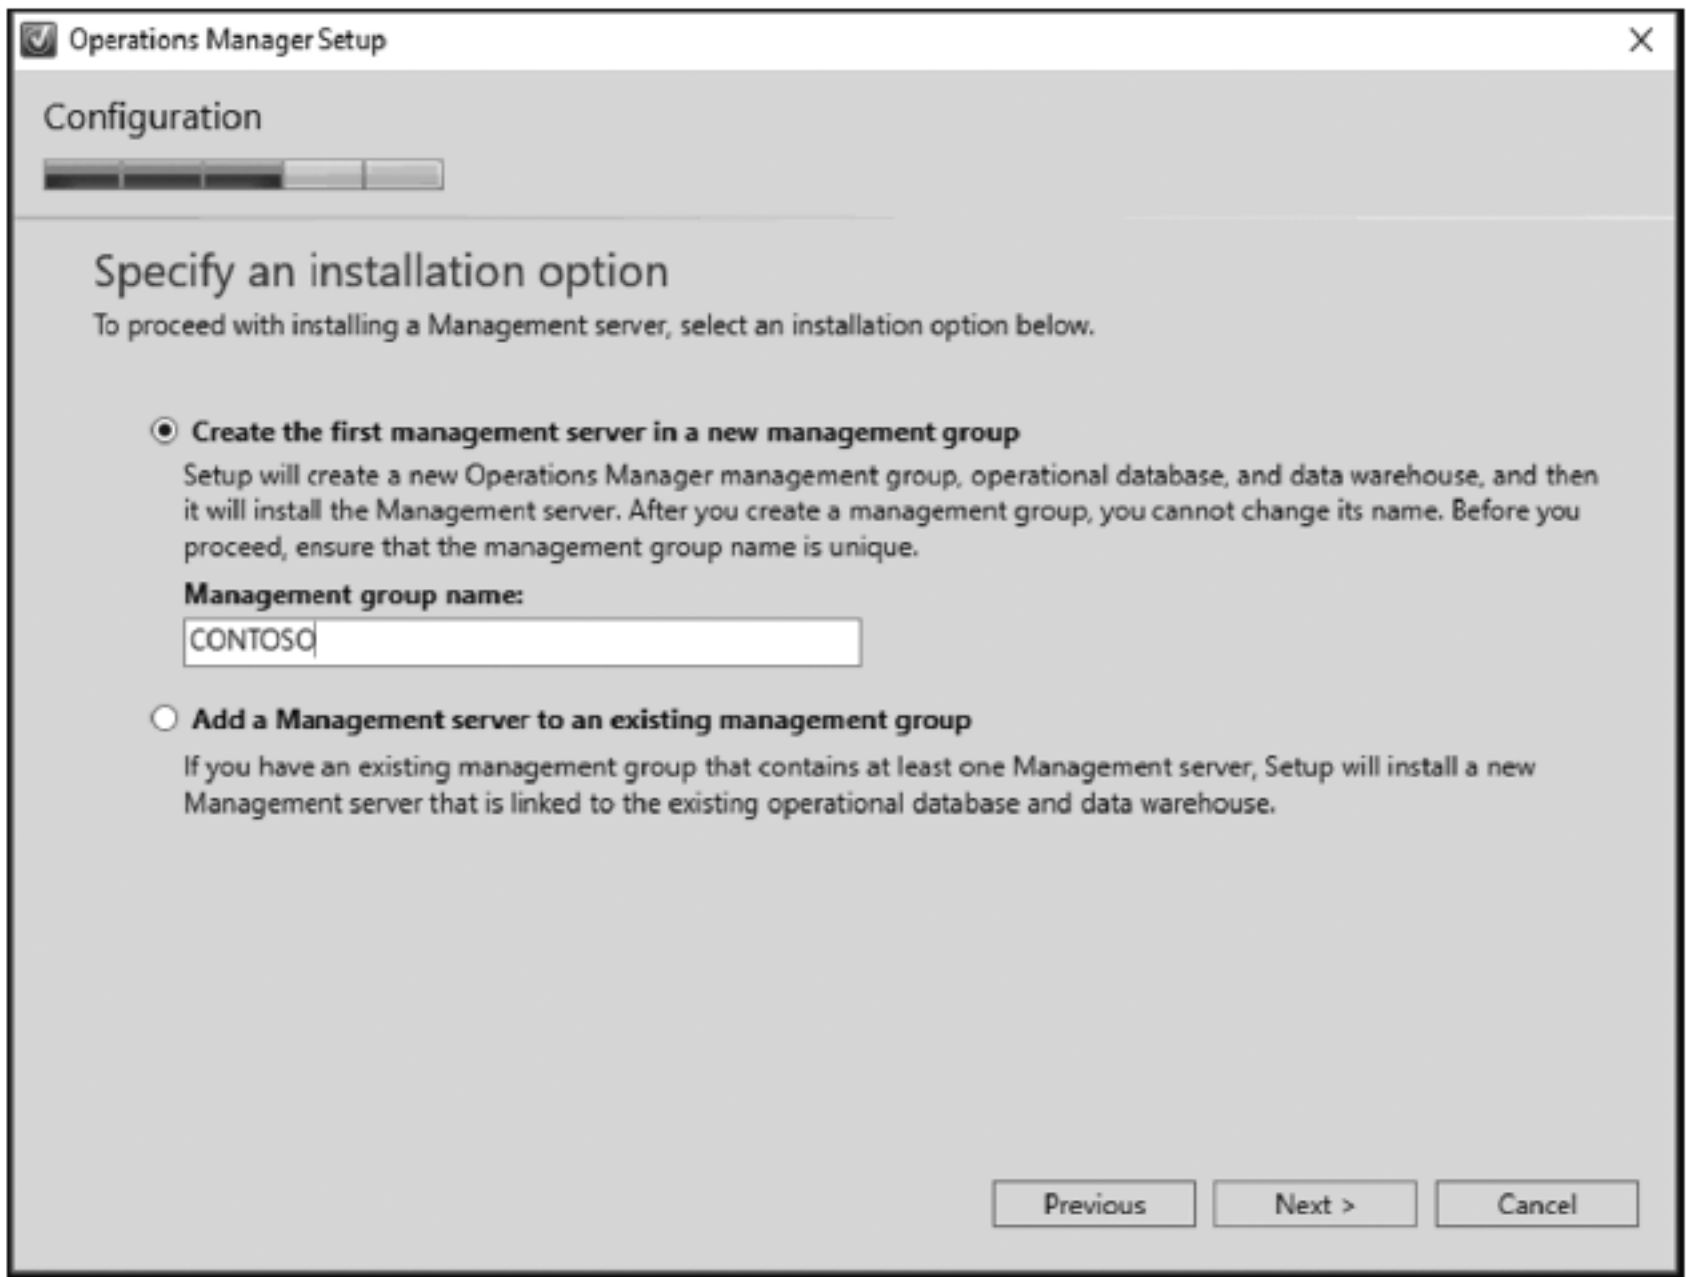 Operations Manager Setup
Configuration
Specify an installation option
To proceed with installing a Management server, select an installation option below.
Create the first management server in a new management group
Setup will create a new Operations Manager management group, operational database, and data warehouse, and then
it will install the Management server. After you create a management group, you cannot change its name. Before you
proceed, ensure that the management group name is unique.
Management group name:
CONTOSO
Add a Management server to an existing management group
If you have an existing management group that contains at least one Management server, Setup will install a new
Management server that is linked to the existing operational database and data warehouse.
Previous Next > Cancel